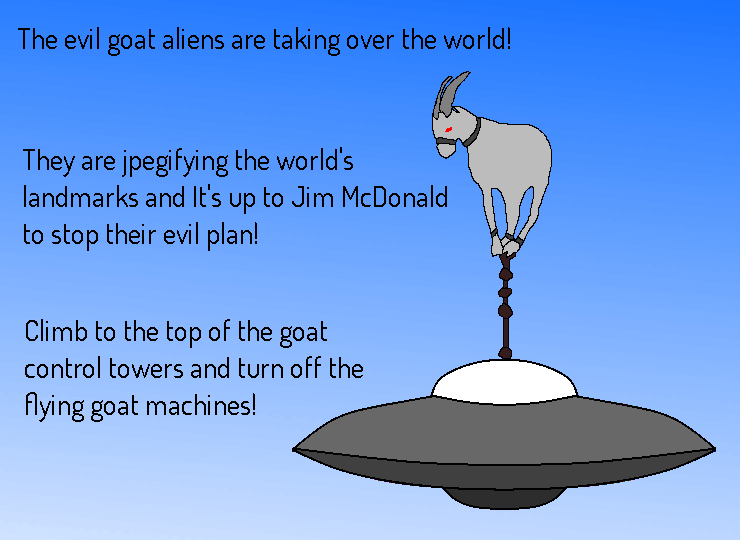 The evil goat aliens are taking over the world!
They are jpegifying the world's
landmarks and It's up to Jim McDonald
to stop their evil plan!
Climb to the top of the goat
control towers and turn off the
flying goat machines!